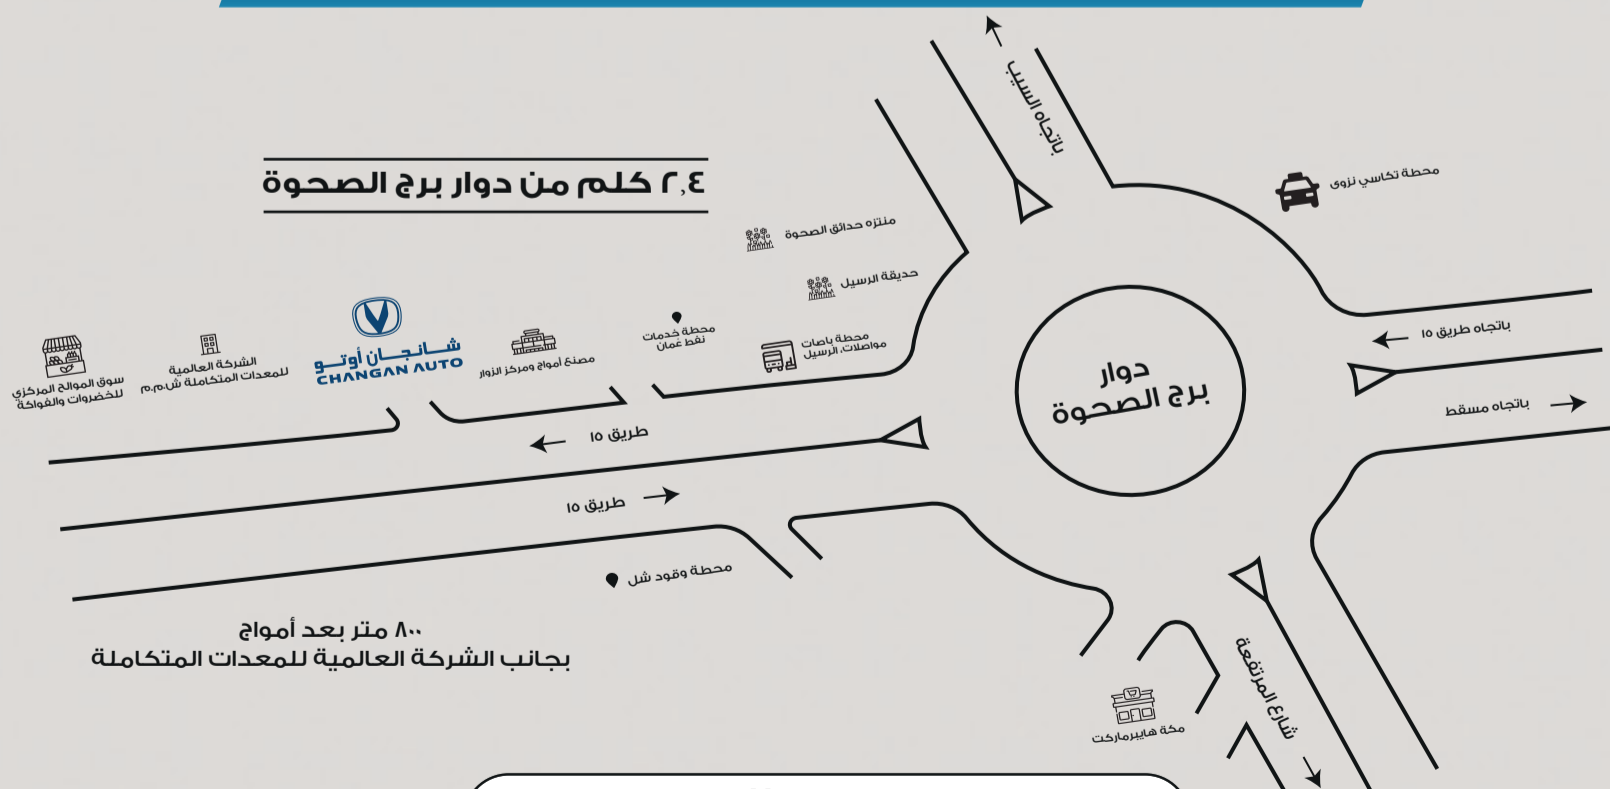 باتجاه السيب
محطة تكاسي نزوى
٢,٤ كلم من دوار برج الصحوة
منتزه حدائق الصحوة
حديقة الرسيل
باتجاه طريق ١٥
محطة خدمات
نفط عمان
محطة باصات
مواصلات، الرسيل
مصنع أمواج ومركز الزوار
شانجان أوتو
CHANGAN AUTO
الشركة العالمية
للمعدات المتكاملة ش.م.م
سوق الموالح المركزي
للخضروات والفواكة
دوار
برج الصحوة
باتجاه مسقط
طريق ١٥
طريق ١٥
محطة وقود شل
٨٠٠ متر بعد أمواج
بجانب الشركة العالمية للمعدات المتكاملة
شارع المرتفعة
مكة هايبرماركت